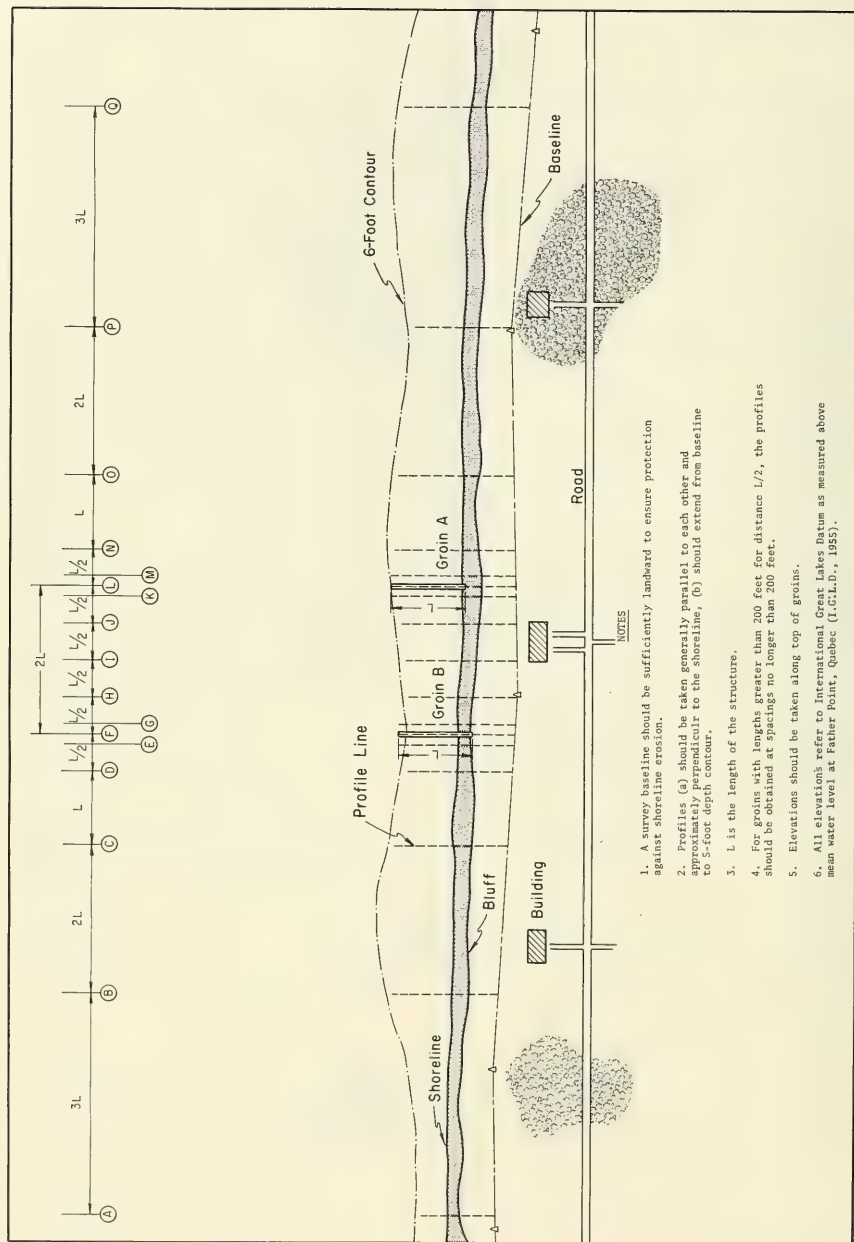 3L
2L
L
L/2
L/2
L/2
L/2
L/2
L/2
L
2L
3L
A
B
C
D
E
F
G
H
I
J
K
L
M
N
O
P
Q
2L
6-Foot Contour
Profile Line
L
L
Groin B
Groin A
Shoreline
Bluff
Baseline
Building
Road
NOTES
1. A survey baseline should be sufficiently landward to ensure protection
against shoreline erosion.
2. Profiles (a) should be taken generally parallel to each other and
approximately perpendiculr to the shoreline, (b) should extend from baseline
to 5-foot depth contour.
3. L is the length of the structure.
4. For groins with lengths greater than 200 feet for distance L/2, the profiles
should be obtained at spacings no longer than 200 feet.
5. Elevations should be taken along top of groins.
6. All elevations refer to International Great Lakes Datum as measured above
mean water level at Father Point, Quebec (I.G.L.D., 1955).